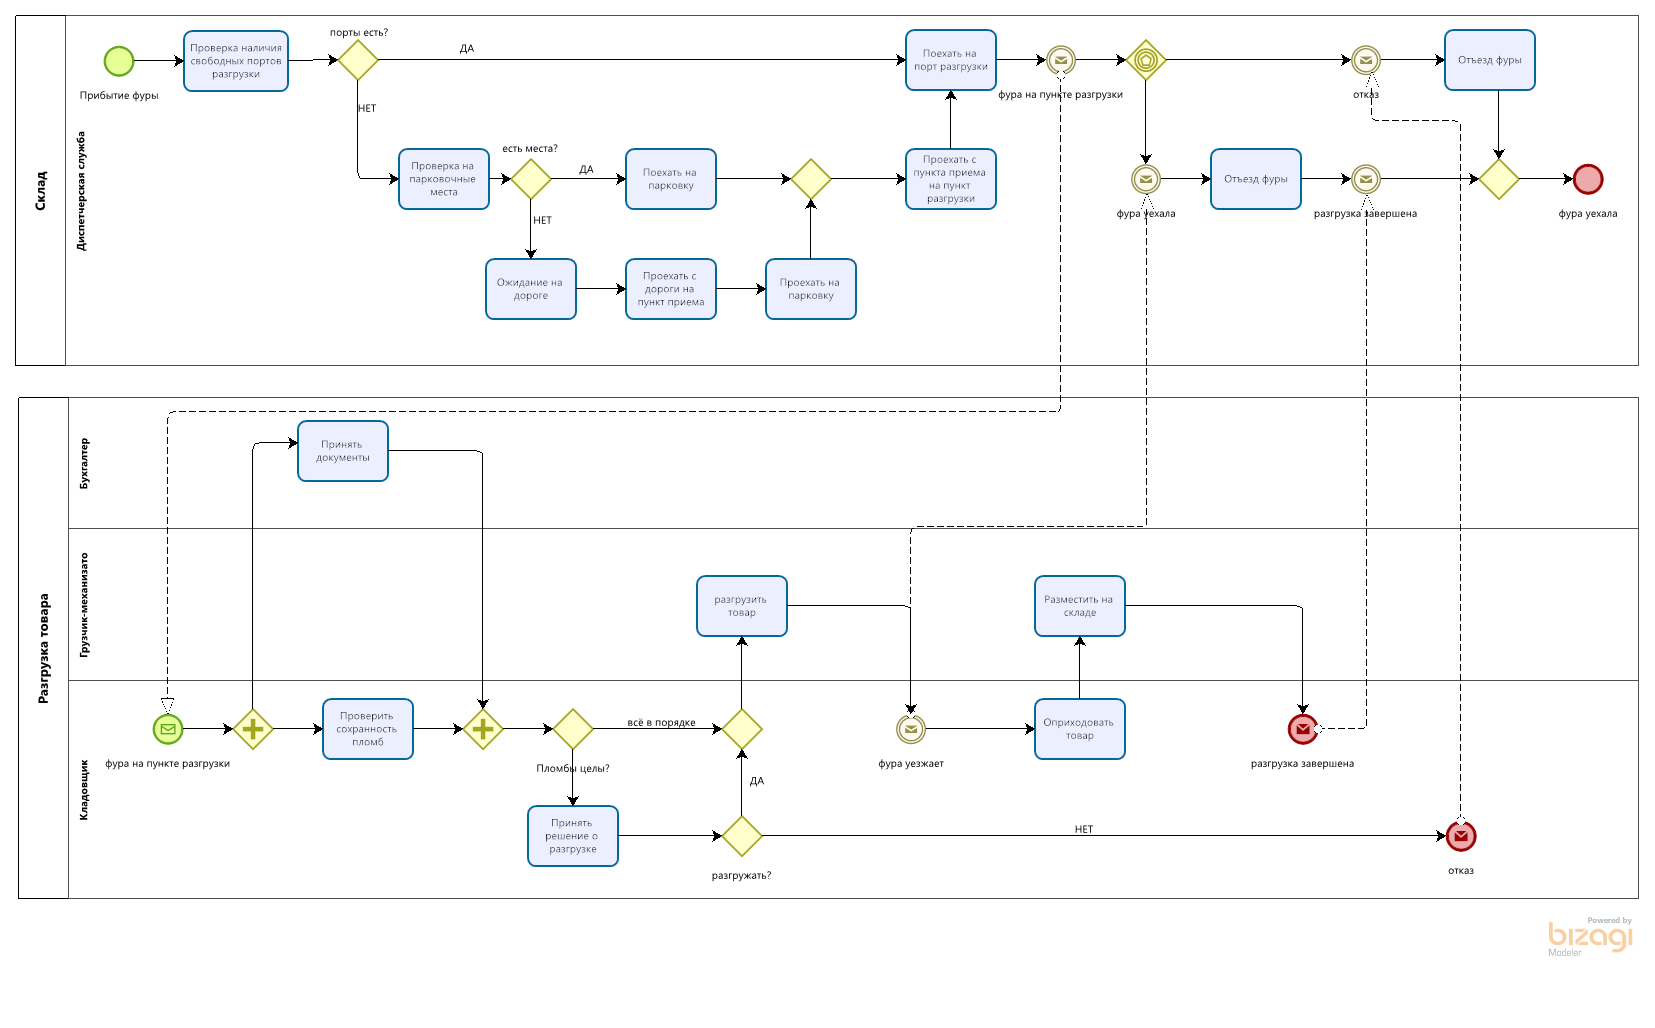 Склад
Диспетчерская служба
Прибытие фуры
Проверка наличия
свободных портов
разгрузки
порты есть?
ДА
НЕТ
Проверка на
парковочные
места
есть места?
ДА
НЕТ
Поехать на
парковку
Ожидание на
дороге
Проехать с
дороги на
пункт приема
Проехать на
парковку
Проехать с
пункта приема
на пункт
разгрузки
Поехать на
порт разгрузки
фура на пункте разгрузки
фура уехала
Отъезд фуры
разгрузка завершена
отказ
Отъезд фуры
фура уехала
Разгрузка товара
Бухгалтер
Принять
документы
Грузчик-механизато
разгрузить
товар
Разместить на
складе
Кладовщик
фура на пункте разгрузки
Проверить
сохранность
пломб
Пломбы целы?
всё в порядке
Принять
решение о
разгрузке
разгружать?
ДА
НЕТ
фура уезжает
Оприходовать
товар
разгрузка завершена
отказ
Powered by
bizagi
Modeler